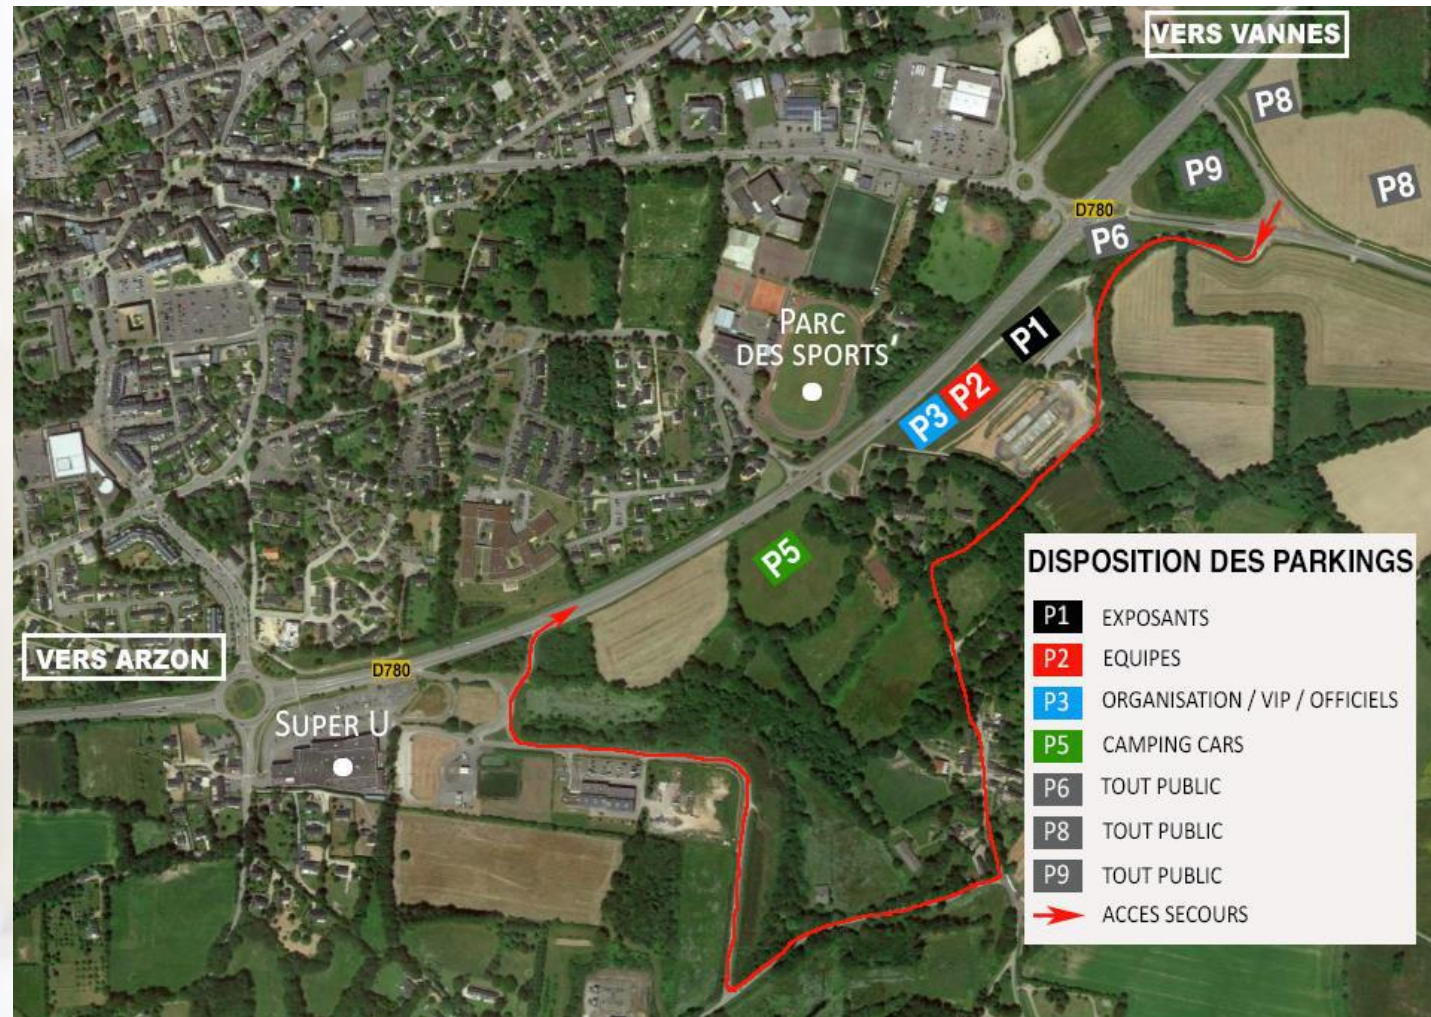 VERS VANNES
P8
P9
P8
D780
P6
P1
PARC
DES SPORTS'
P2
P3
P5
VERS ARZON
D780
SUPER U
DISPOSITION DES PARKINGS
P1 EXPOSANTS
P2 EQUIPES
P3 ORGANISATION / VIP / OFFICIELS
P5 CAMPING CARS
P6 TOUT PUBLIC
P8 TOUT PUBLIC
P9 TOUT PUBLIC
ACCES SECOURS